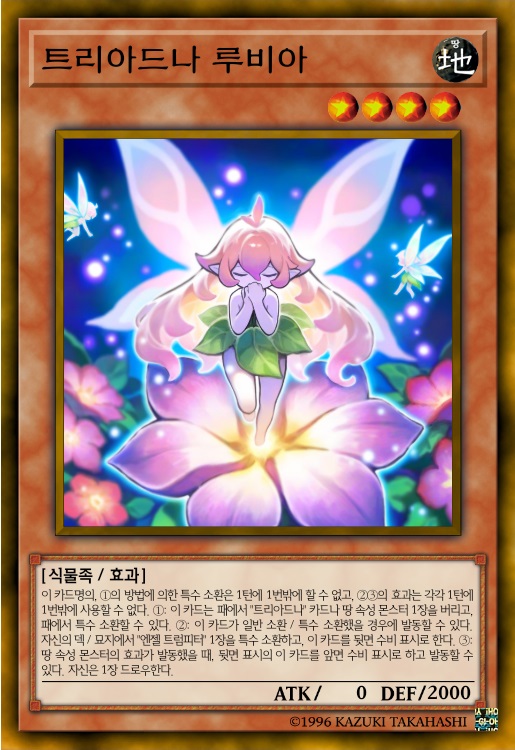 트리아드나 루비아
땅
地
[식물족 / 효과]
이 카드명의, ①의 방법에 의한 특수 소환은 1턴에 1번밖에 할 수 없고, ②③의 효과는 각각 1턴에
1번밖에 사용할 수 없다. ①: 이 카드는 패에서 "트리아드나" 카드나 땅 속성 몬스터 1장을 버리고,
패에서 특수 소환할 수 있다. ②: 이 카드가 일반 소환 / 특수 소환했을 경우에 발동할 수 있다.
자신의 덱 / 묘지에서 "엔젤 트럼피터" 1장을 특수 소환하고, 이 카드를 뒷면 수비 표시로 한다. ③:
땅 속성 몬스터의 효과가 발동했을 때, 뒷면 표시의 이 카드를 앞면 수비 표시로 하고 발동할 수
있다. 자신은 1장 드로우한다.
ATK/ 0 DEF/2000
©1996 KAZUKI TAKAHASHI